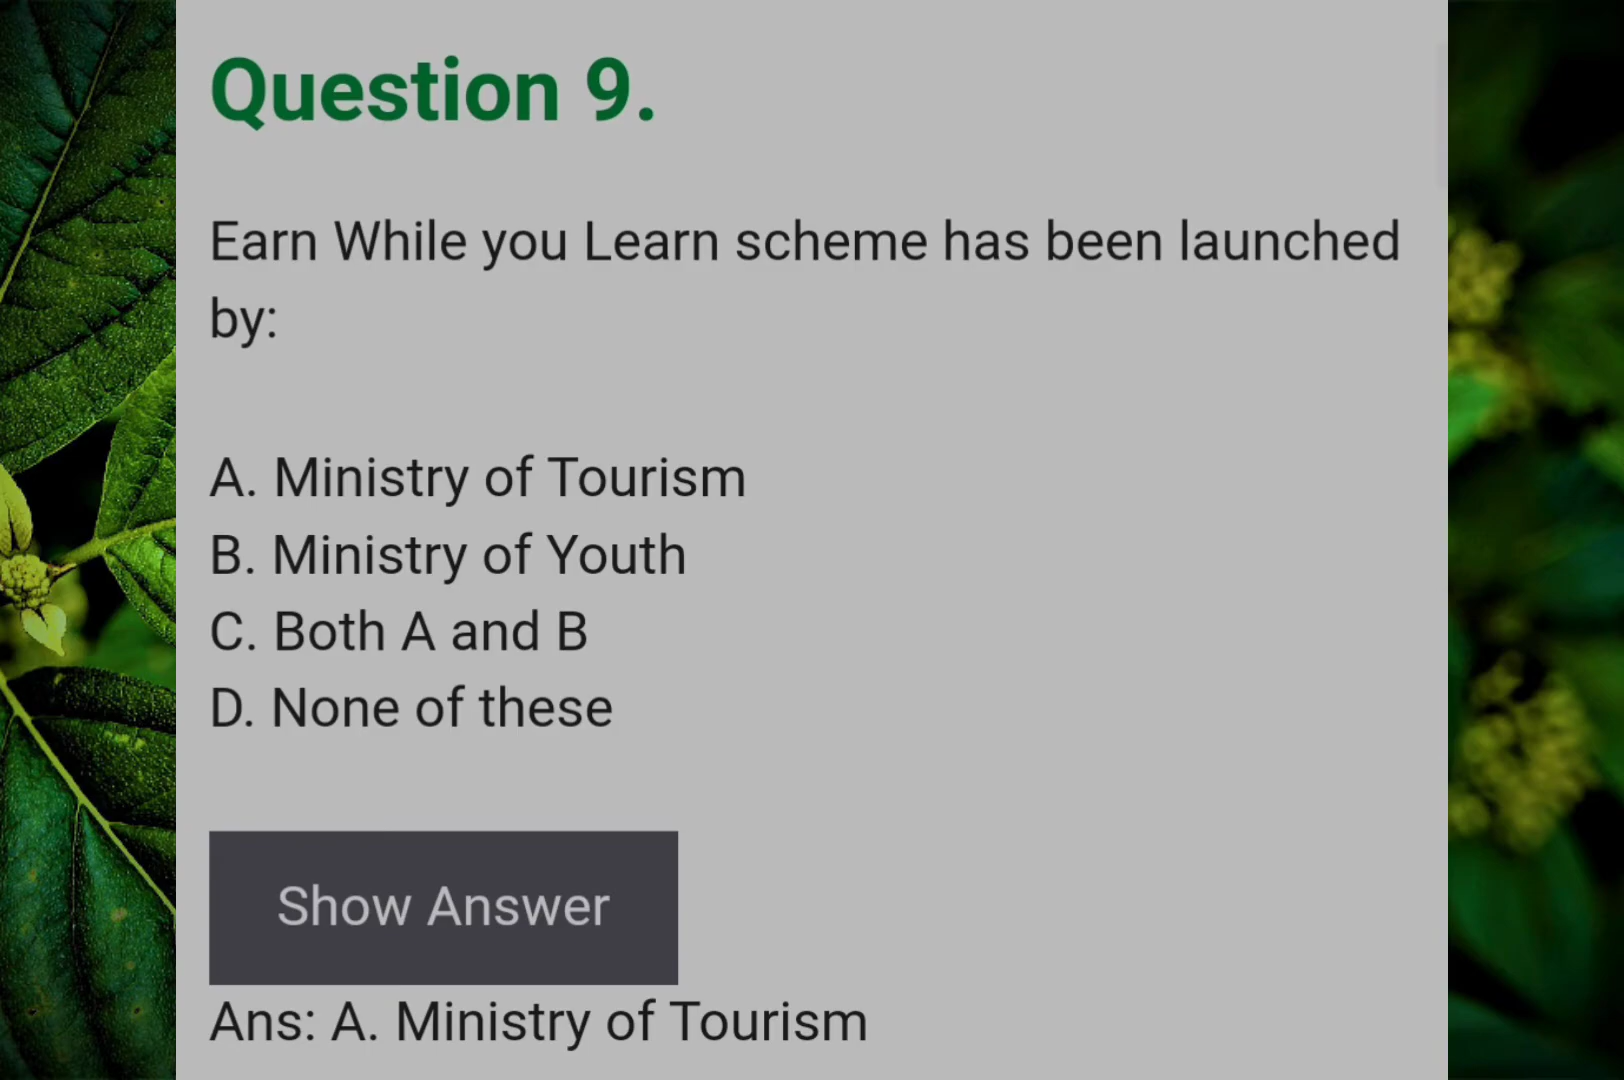 Question 9.
Earn While you Learn scheme has been launched
by:
A. Ministry of Tourism
B. Ministry of Youth
C. Both A and B
D. None of these
Show Answer
Ans: A. Ministry of Tourism